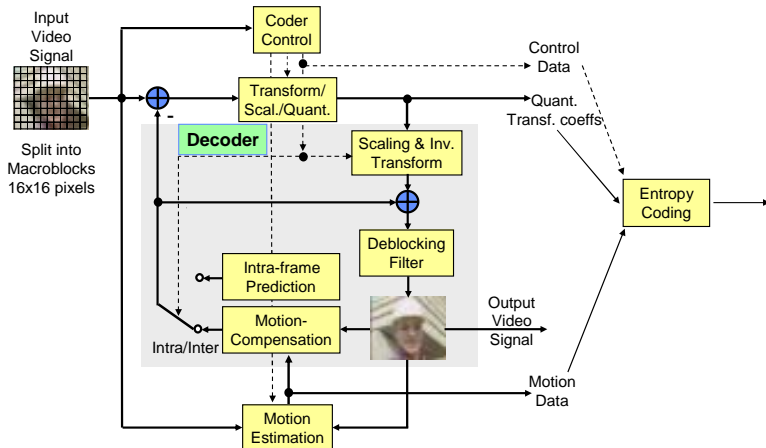 Input
Video
Signal
Coder
Control
Control
Data
Transform/
Scal./Quant.
-
Quant.
Transf. coeffs
Split into
Macroblocks
16x16 pixels
Decoder
Scaling & Inv.
Transform
Entropy
Coding
Deblocking
Filter
Intra-frame
Prediction
Motion-
Compensation
Intra/Inter
Output
Video
Signal
Motion
Data
Motion
Estimation